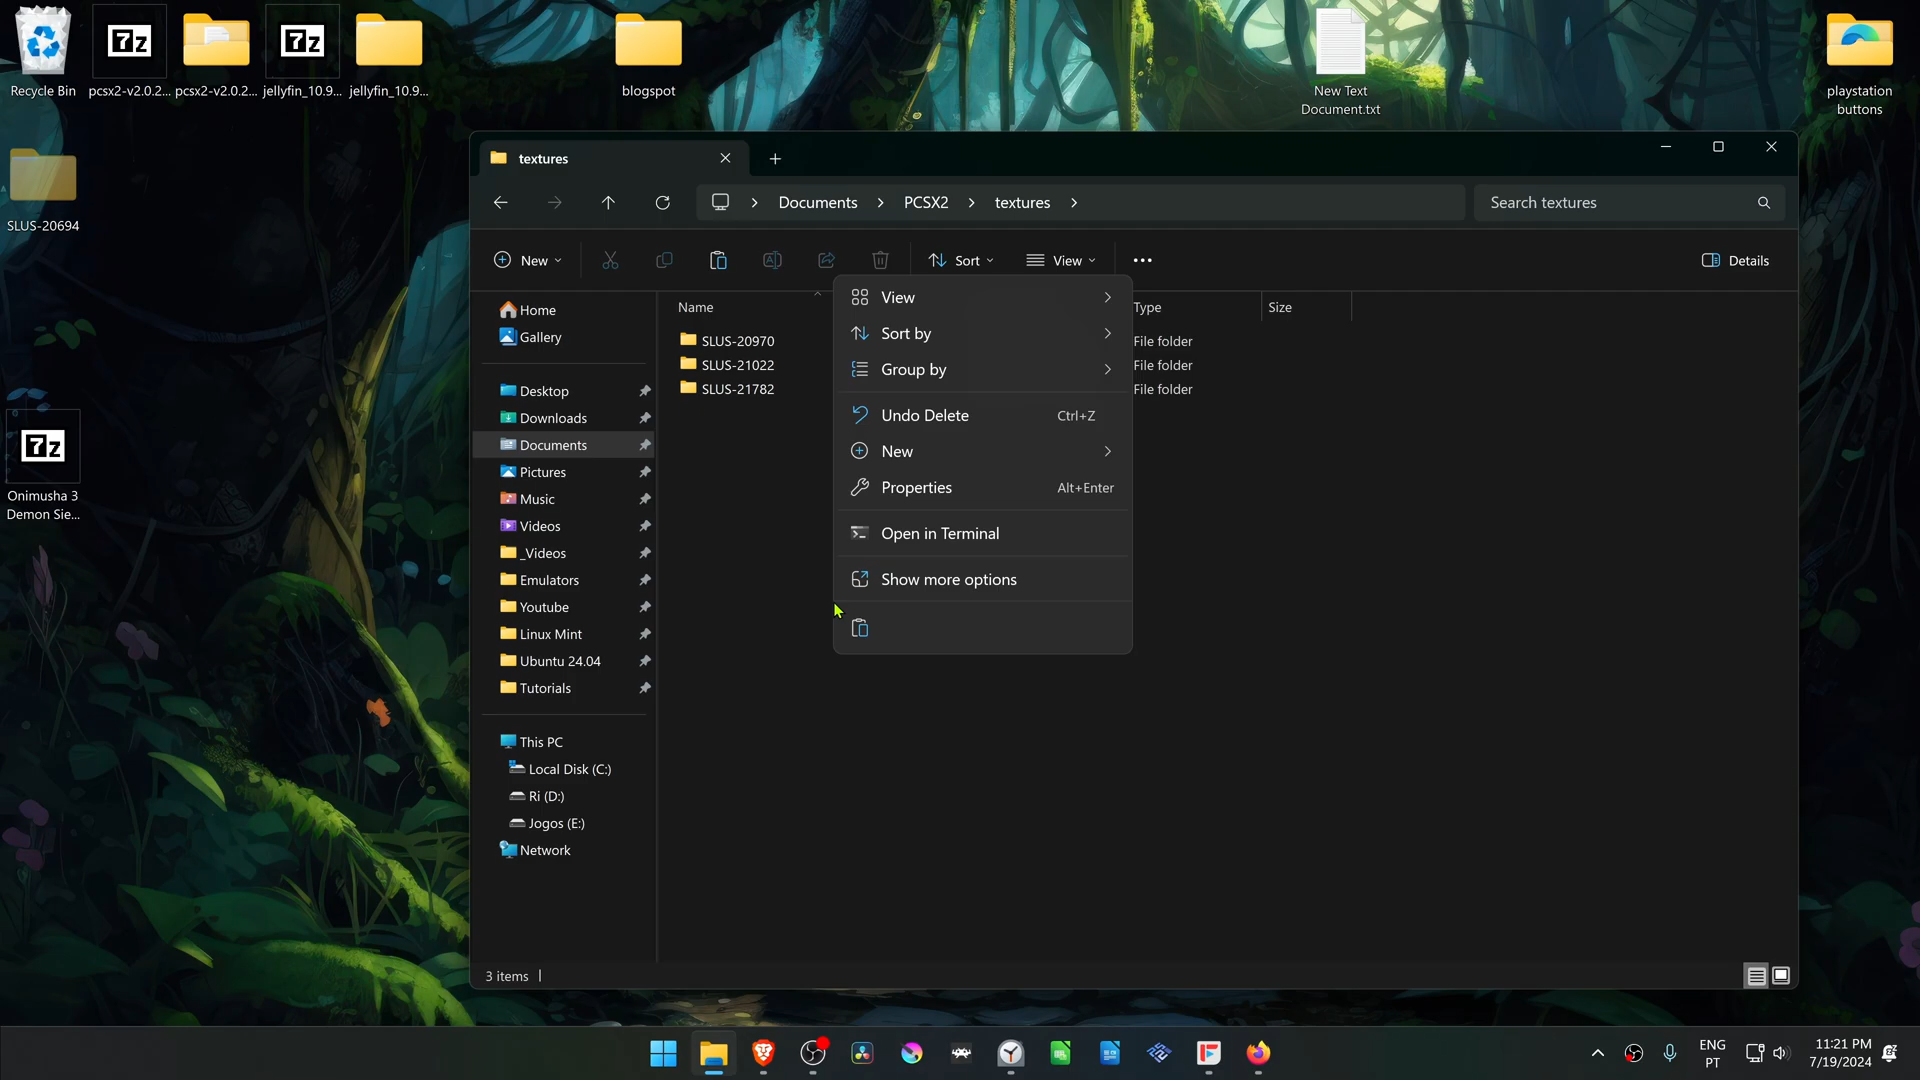 Recycle Bin
pcsx2-v2.0.2...
pcsx2-v2.0.2...
jellyfin_10.9...
jellyfin_10.9...
blogspot
New Text
Document.txt
playstation
buttons
SLUS-20694
7z
7z
7z
Onimusha 3
Demon Sie...
textures
Documents
PCSX2
textures
Search textures
New
Sort
View
Details
Home
Gallery
Desktop
Downloads
Documents
Pictures
Music
Videos
_Videos
Emulators
Youtube
Linux Mint
Ubuntu 24.04
Tutorials
This PC
Local Disk (C:)
Ri (D:)
Jogos (E:)
Network
Name
Type
Size
SLUS-20970
File folder
SLUS-21022
File folder
SLUS-21782
File folder
View
Sort by
Group by
Undo Delete Ctrl+Z
New
Properties Alt+Enter
Open in Terminal
Show more options
3 items
ENG
PT
11:21 PM
7/19/2024